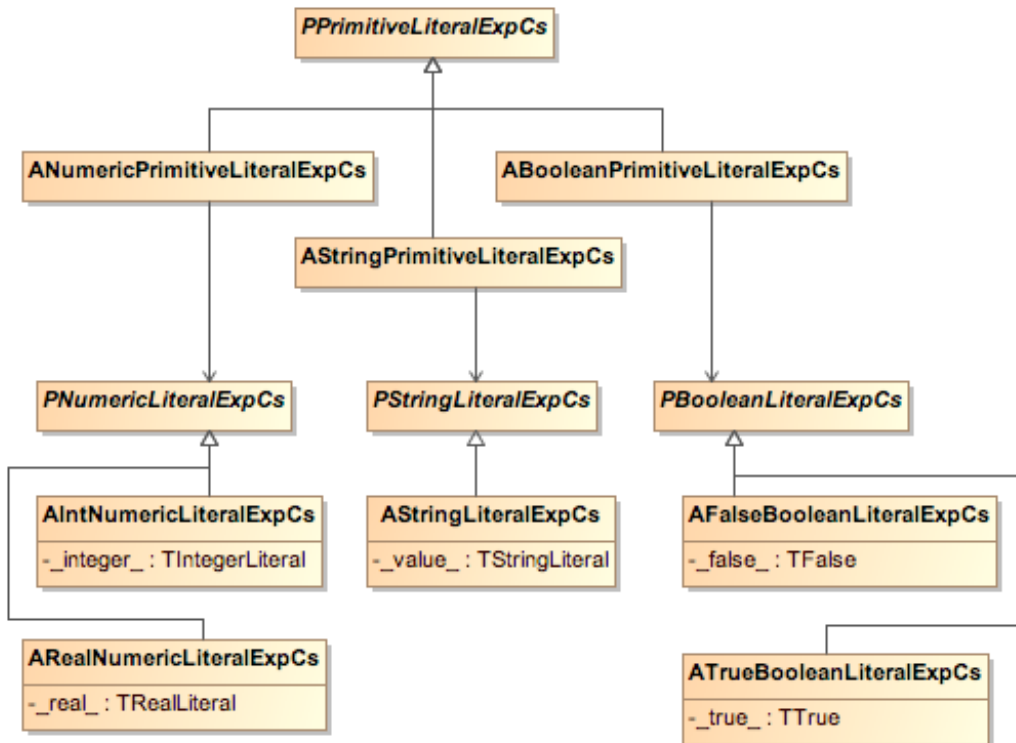 PPrimitiveLiteralExpCs
ANumericPrimitiveLiteralExpCs
ABooleanPrimitiveLiteralExpCs
AStringPrimitiveLiteralExpCs
PNumericLiteralExpCs
PStringLiteralExpCs
PBooleanLiteralExpCs
AIntNumericLiteralExpCs
-_integer_ : TIntegerLiteral
AStringLiteralExpCs
-_value_ : TStringLiteral
AFalseBooleanLiteralExpCs
-_false_ : TFalse
ARealNumericLiteralExpCs
-_real_ : TRealLiteral
ATrueBooleanLiteralExpCs
-_true_ : TTrue